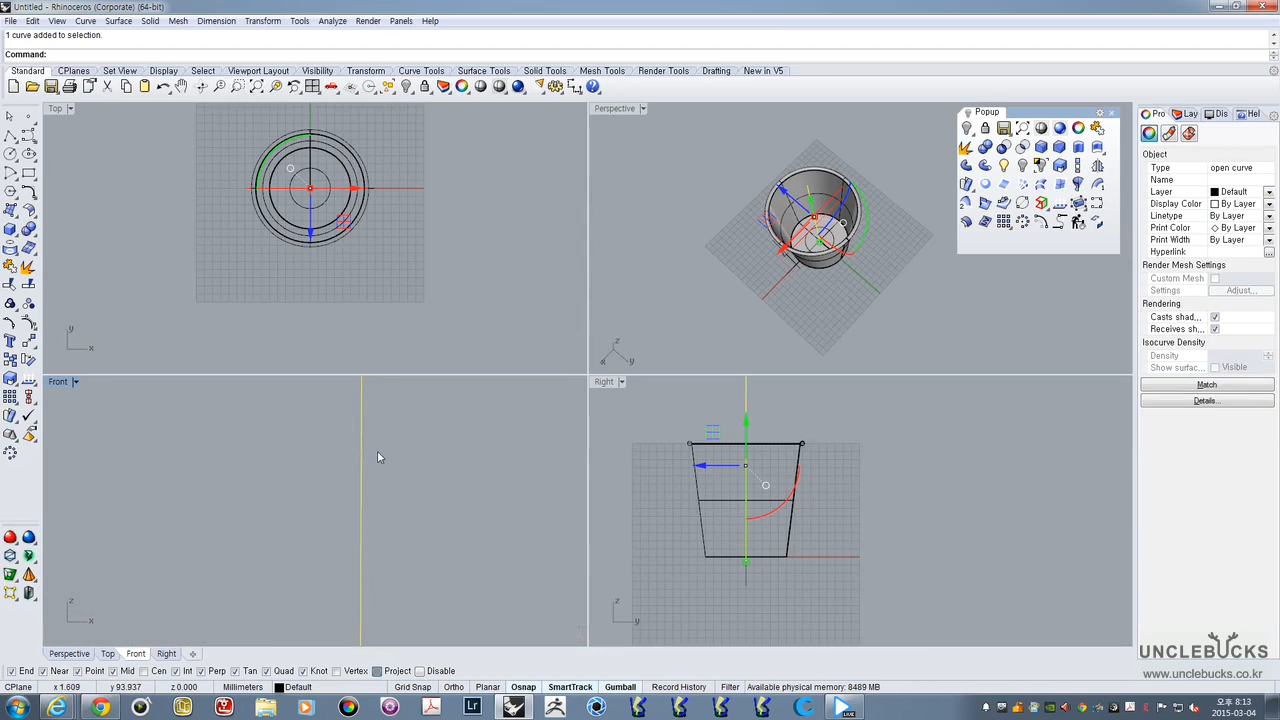 Untitled - Rhinoceros (Corporate) (64-bit)
File Edit View Curve Surface Solid Mesh Dimension Transform Tools Analyze Render Panels Help
1 curve added to selection.
Command:
Standard CPlanes Set View Display Select Viewport Layout Visibility Transform Curve Tools Surface Tools Solid Tools Mesh Tools Render Tools Drafting New in V5
Top
Perspective
Popup
Pro Lay Dis Hel
Object
Type open curve
Name
Layer Default
Display Color By Layer
Linetype By Layer
Print Color By Layer
Print Width By Layer
Hyperlink
Render Mesh Settings
Custom Mesh
Settings Adjust...
Rendering
Casts shad...
Receives sh...
Isocurve Density
Density
Show surfac... Visible
Match
Details...
y
x
z
x y
Front
Right
z
x
z
y
Perspective Top Front Right
End Near Point Mid Cen Int Perp Tan Quad Knot Vertex Project Disable
CPlane x 1.609 y 93.937 z 0.000 Millimeters Default Grid Snap Ortho Planar Osnap SmartTrack Gumball Record History Filter Available physical memory: 8489 MB
UNCLEBUCKS
www.unclebucks.co.kr
오후 8:13
2015-03-04